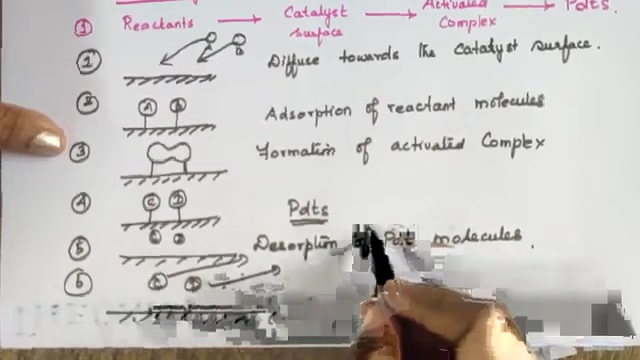 ① Reactants → Catalyst surface → Activated Complex → Pdts.
① Diffuse towards the Catalyst surface.
② A B Adsorption of reactant molecules
③ Formation of activated Complex
④ C D Pdts
⑤ Desorption of Pdt molecules.
⑥